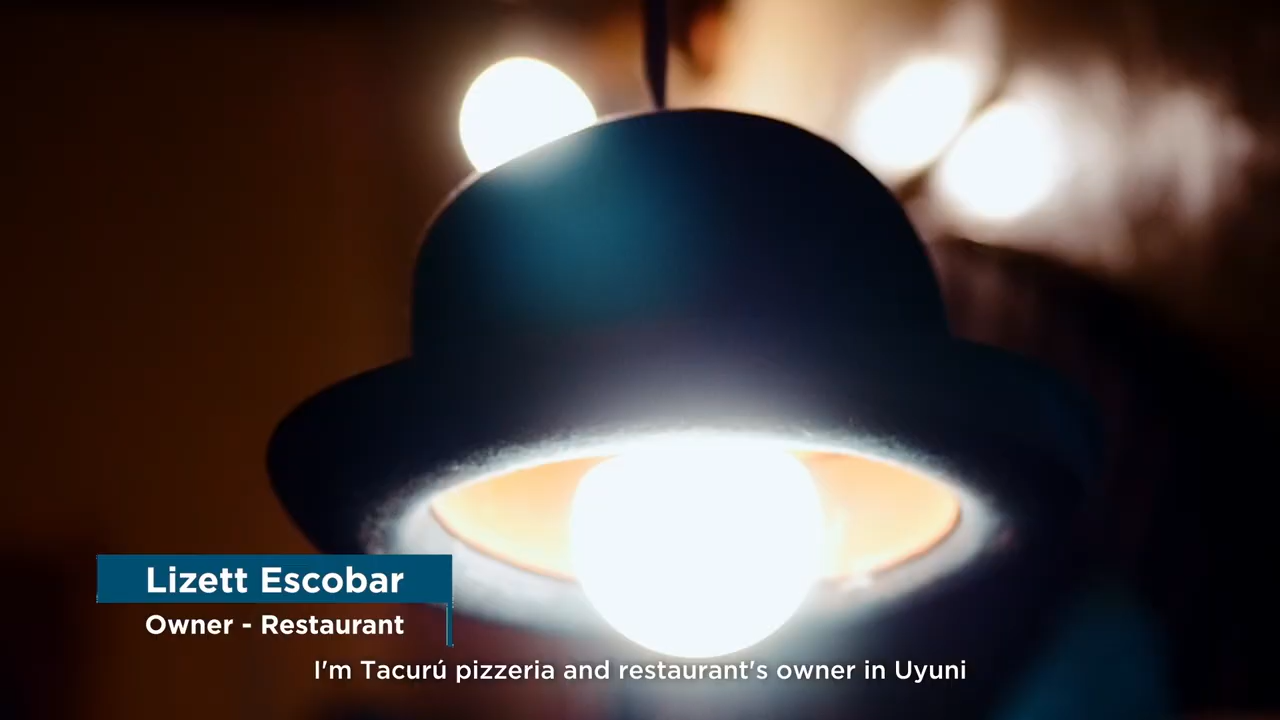 Lizett Escobar
Owner - Restaurant
I'm Tacurú pizzeria and restaurant's owner in Uyuni